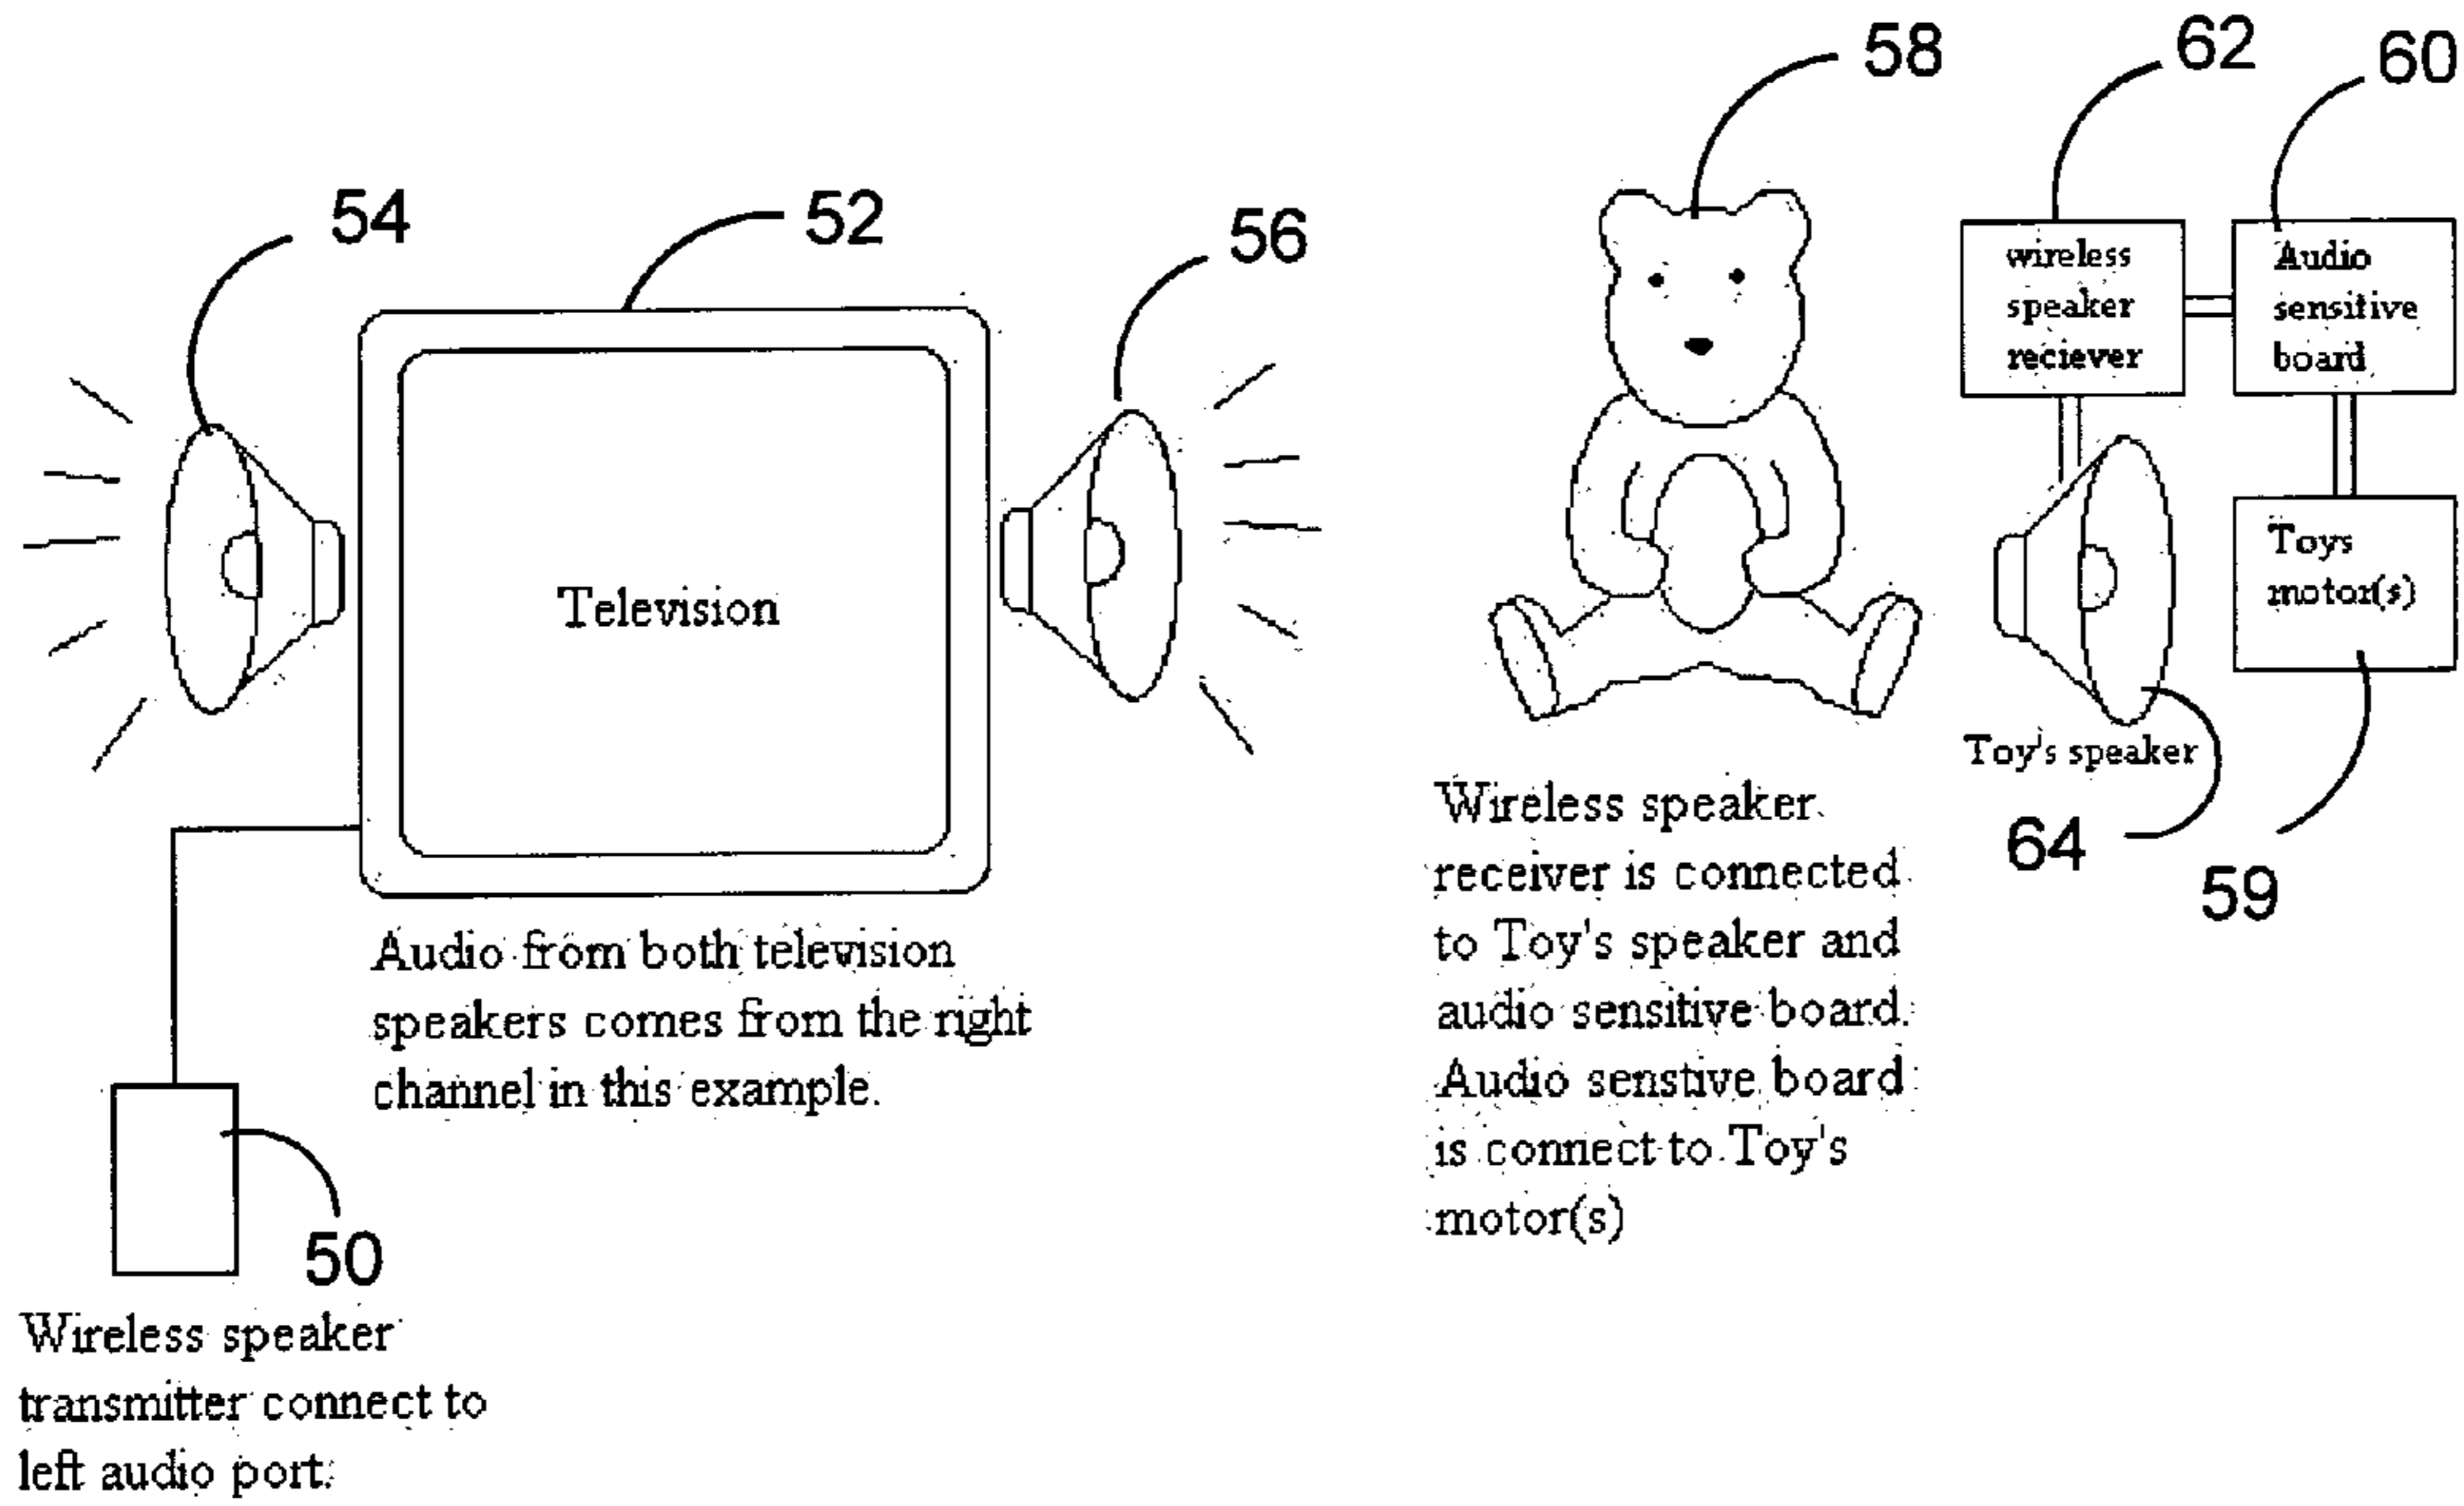 58
62
60
54
52
56
wireless
speaker
reciever
Audio
sensitive
board
Television
Toys
motor(s)
Toy's speaker
64
59
Wireless speaker
receiver is connected
to Toy's speaker and
audio sensitive board.
Audio senstive board
is connect to Toy's
motor(s)
Audio from both television
speakers comes from the right
channel in this example.
50
Wireless speaker
transmitter connect to
left audio port.